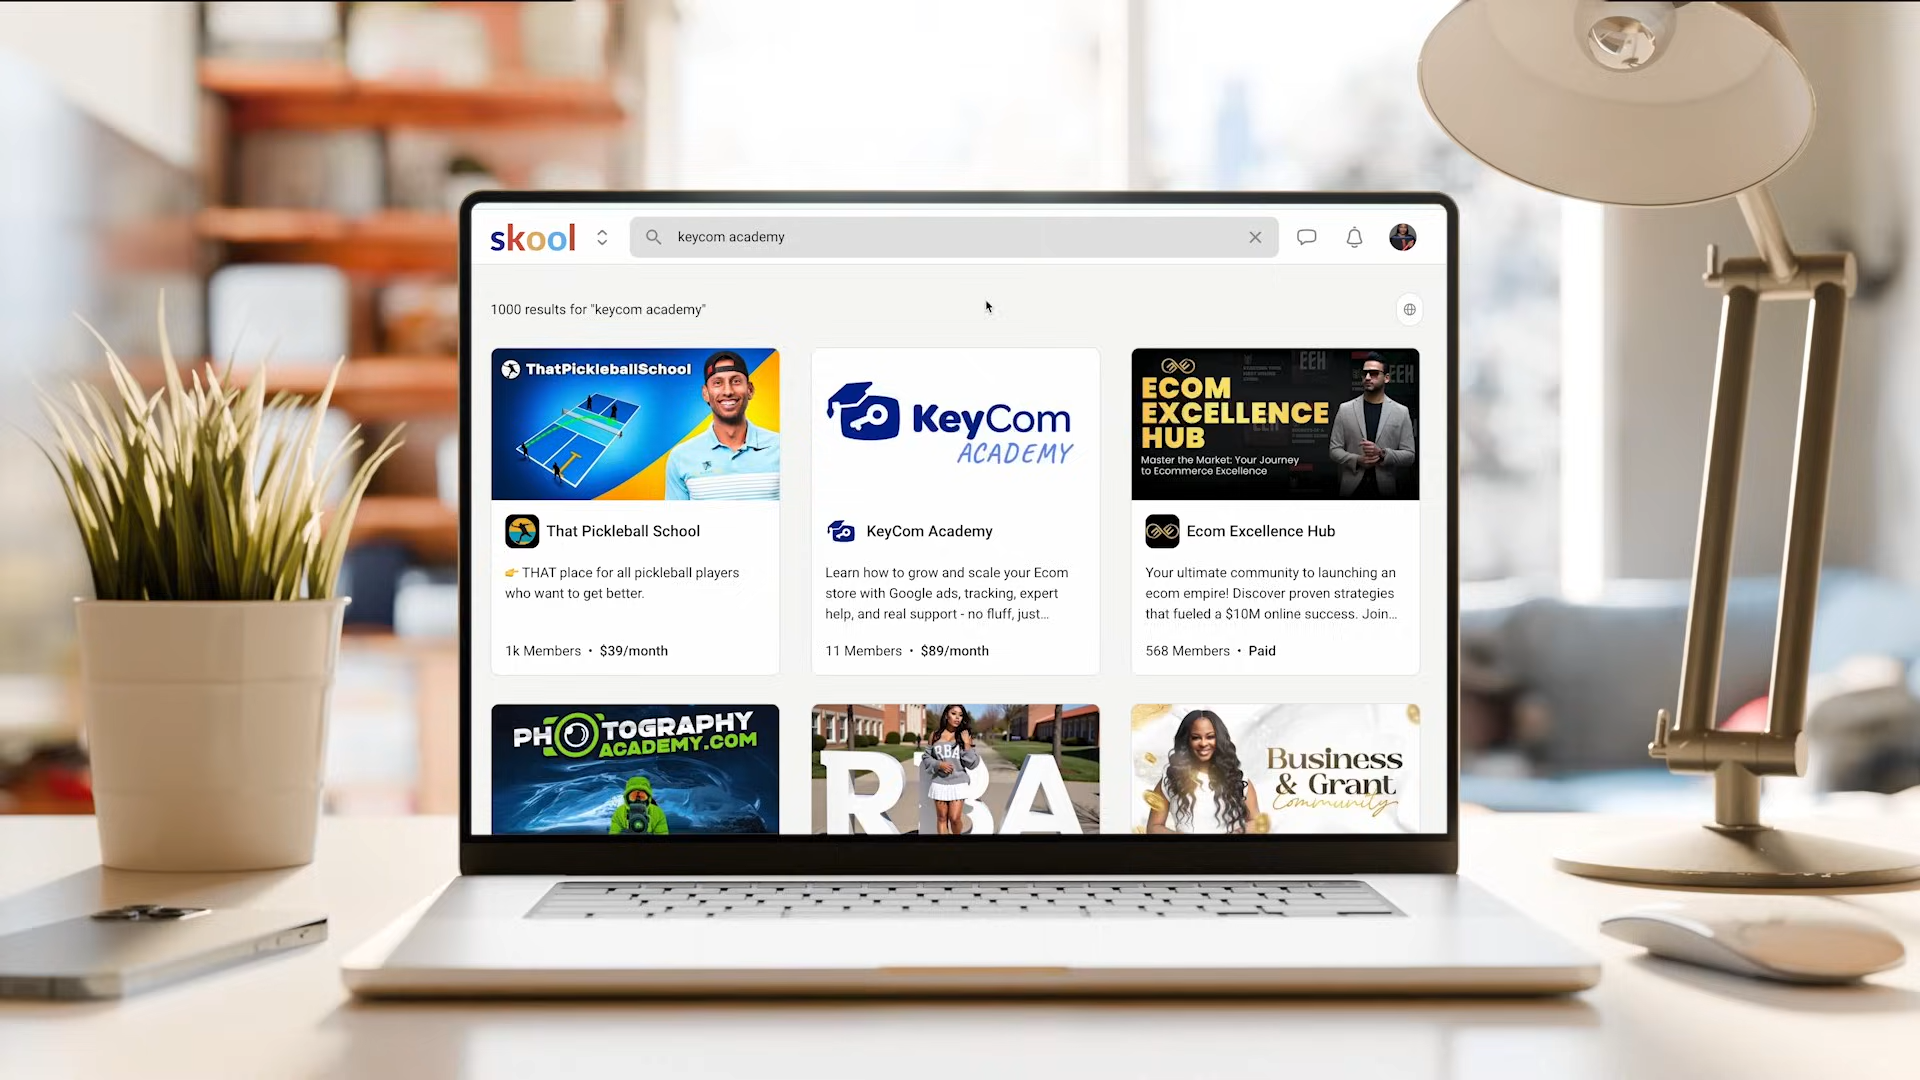 skool
keycom academy
1000 results for "keycom academy"
ThatPickleballSchool
That Pickleball School
👉 THAT place for all pickleball players
who want to get better.
1k Members • $39/month
KeyCom
ACADEMY
KeyCom Academy
Learn how to grow and scale your Ecom
store with Google ads, tracking, expert
help, and real support - no fluff, just...
11 Members • $89/month
EEH
EEH
ECOM
EXCELLENCE
HUB
Master the Market: Your Journey
to Ecommerce Excellence
Ecom Excellence Hub
Your ultimate community to launching an
ecom empire! Discover proven strategies
that fueled a $10M online success. Join...
568 Members • Paid
PHOTOGRAPHY
ACADEMY.COM
RBA
RBA
Business
& Grant
Community